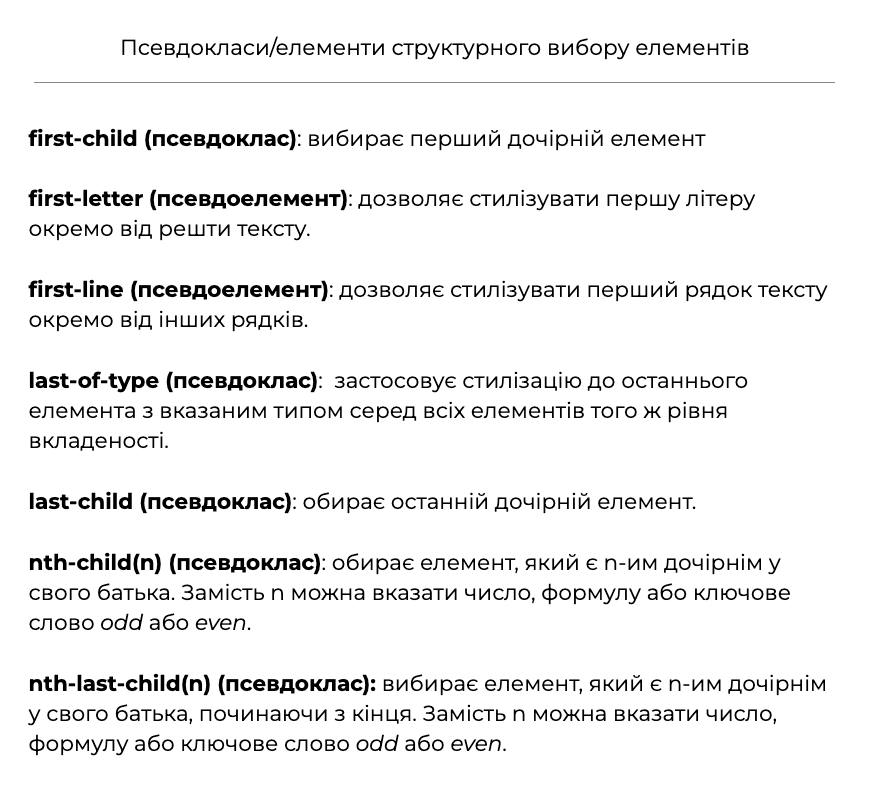 Псевдокласи/елементи структурного вибору елементів
first-child (псевдоклас): вибирає перший дочірній елемент
first-letter (псевдоелемент): дозволяє стилізувати першу літеру
окремо від решти тексту.
first-line (псевдоелемент): дозволяє стилізувати перший рядок тексту
окремо від інших рядків.
last-of-type (псевдоклас):  застосовує стилізацію до останнього
елемента з вказаним типом серед всіх елементів того ж рівня
вкладеності.
last-child (псевдоклас): обирає останній дочірній елемент.
nth-child(n) (псевдоклас): обирає елемент, який є n-им дочірнім у
свого батька. Замість n можна вказати число, формулу або ключове
слово odd або even.
nth-last-child(n) (псевдоклас): вибирає елемент, який є n-им дочірнім
у свого батька, починаючи з кінця. Замість n можна вказати число,
формулу або ключове слово odd або even.